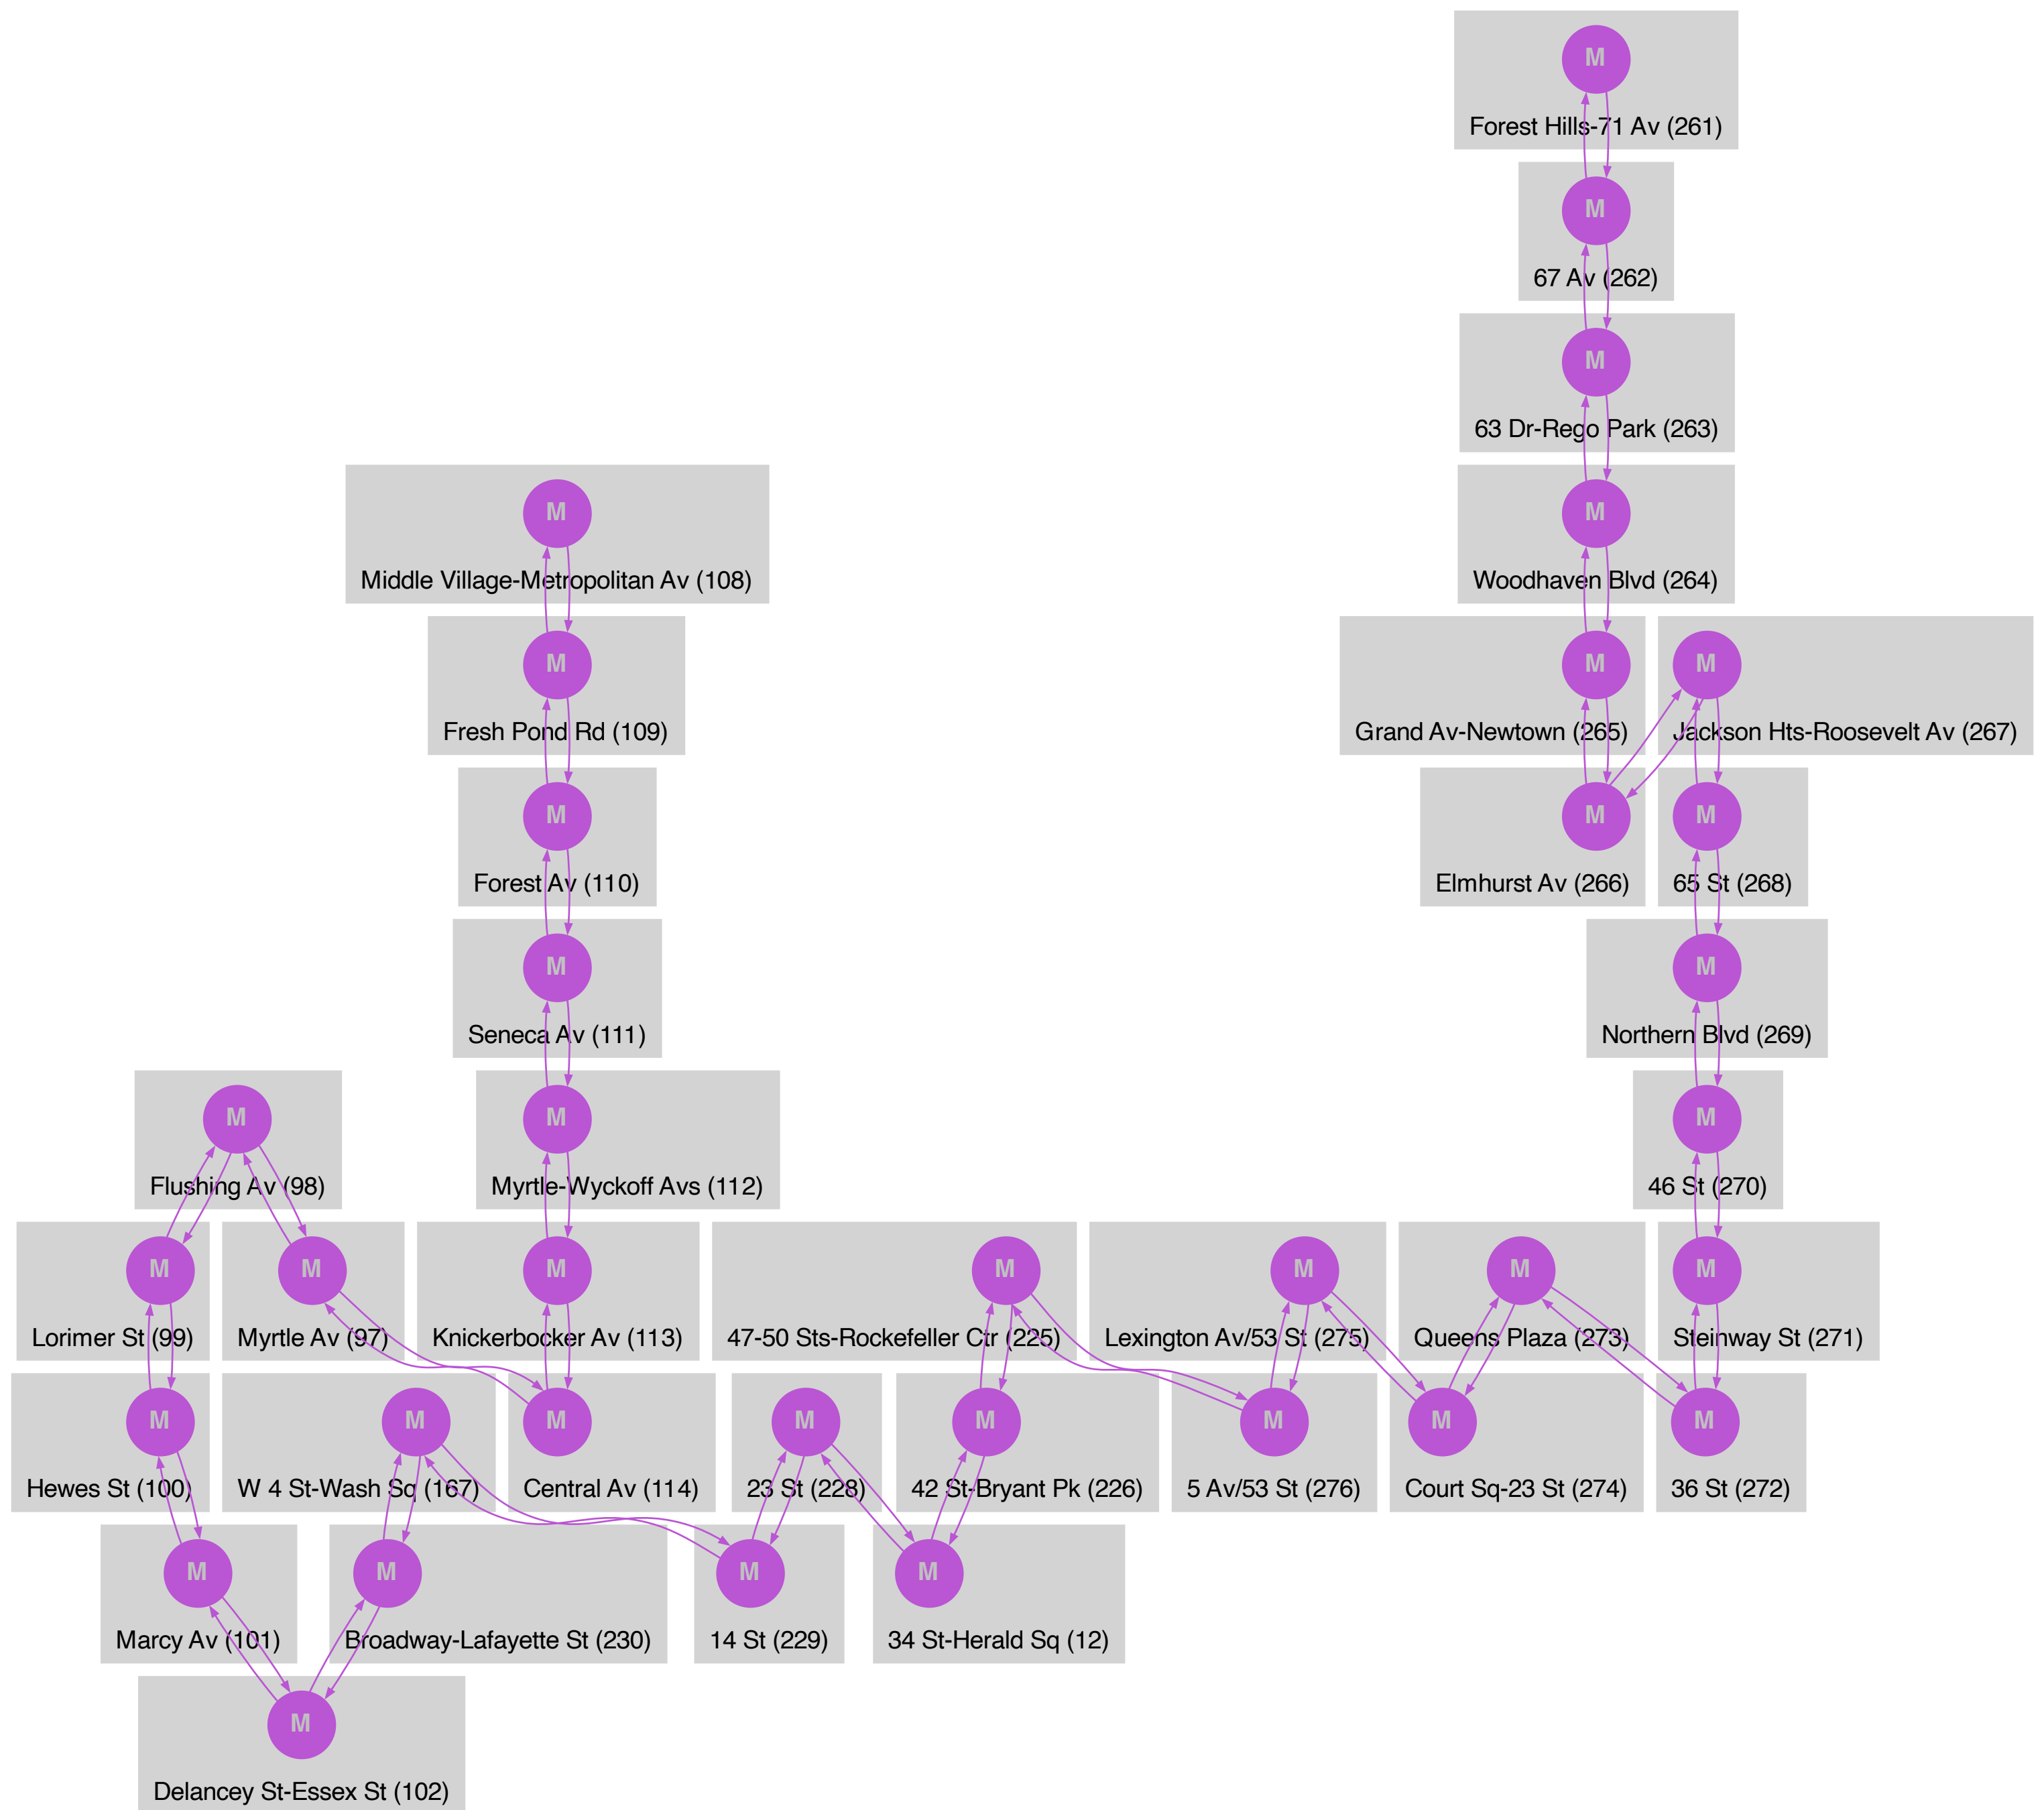 M
Forest Hills-71 Av (261)
M
67 Av (262)
M
63 Dr-Rego Park (263)
M
Middle Village-Metropolitan Av (108)
M
Woodhaven Blvd (264)
M
Fresh Pond Rd (109)
M
Grand Av-Newtown (265)
M
Jackson Hts-Roosevelt Av (267)
M
Forest Av (110)
M
Elmhurst Av (266)
M
65 St (268)
M
Seneca Av (111)
M
Northern Blvd (269)
M
Flushing Av (98)
M
Myrtle-Wyckoff Avs (112)
M
46 St (270)
M
Lorimer St (99)
M
Myrtle Av (97)
M
Knickerbocker Av (113)
M
47-50 Sts-Rockefeller Ctr (225)
M
Lexington Av/53 St (275)
M
Queens Plaza (273)
M
Steinway St (271)
M
Hewes St (100)
M
W 4 St-Wash Sq (167)
M
Central Av (114)
M
23 St (228)
M
42 St-Bryant Pk (226)
M
5 Av/53 St (276)
M
Court Sq-23 St (274)
M
36 St (272)
M
Marcy Av (101)
M
Broadway-Lafayette St (230)
M
14 St (229)
M
34 St-Herald Sq (12)
M
Delancey St-Essex St (102)